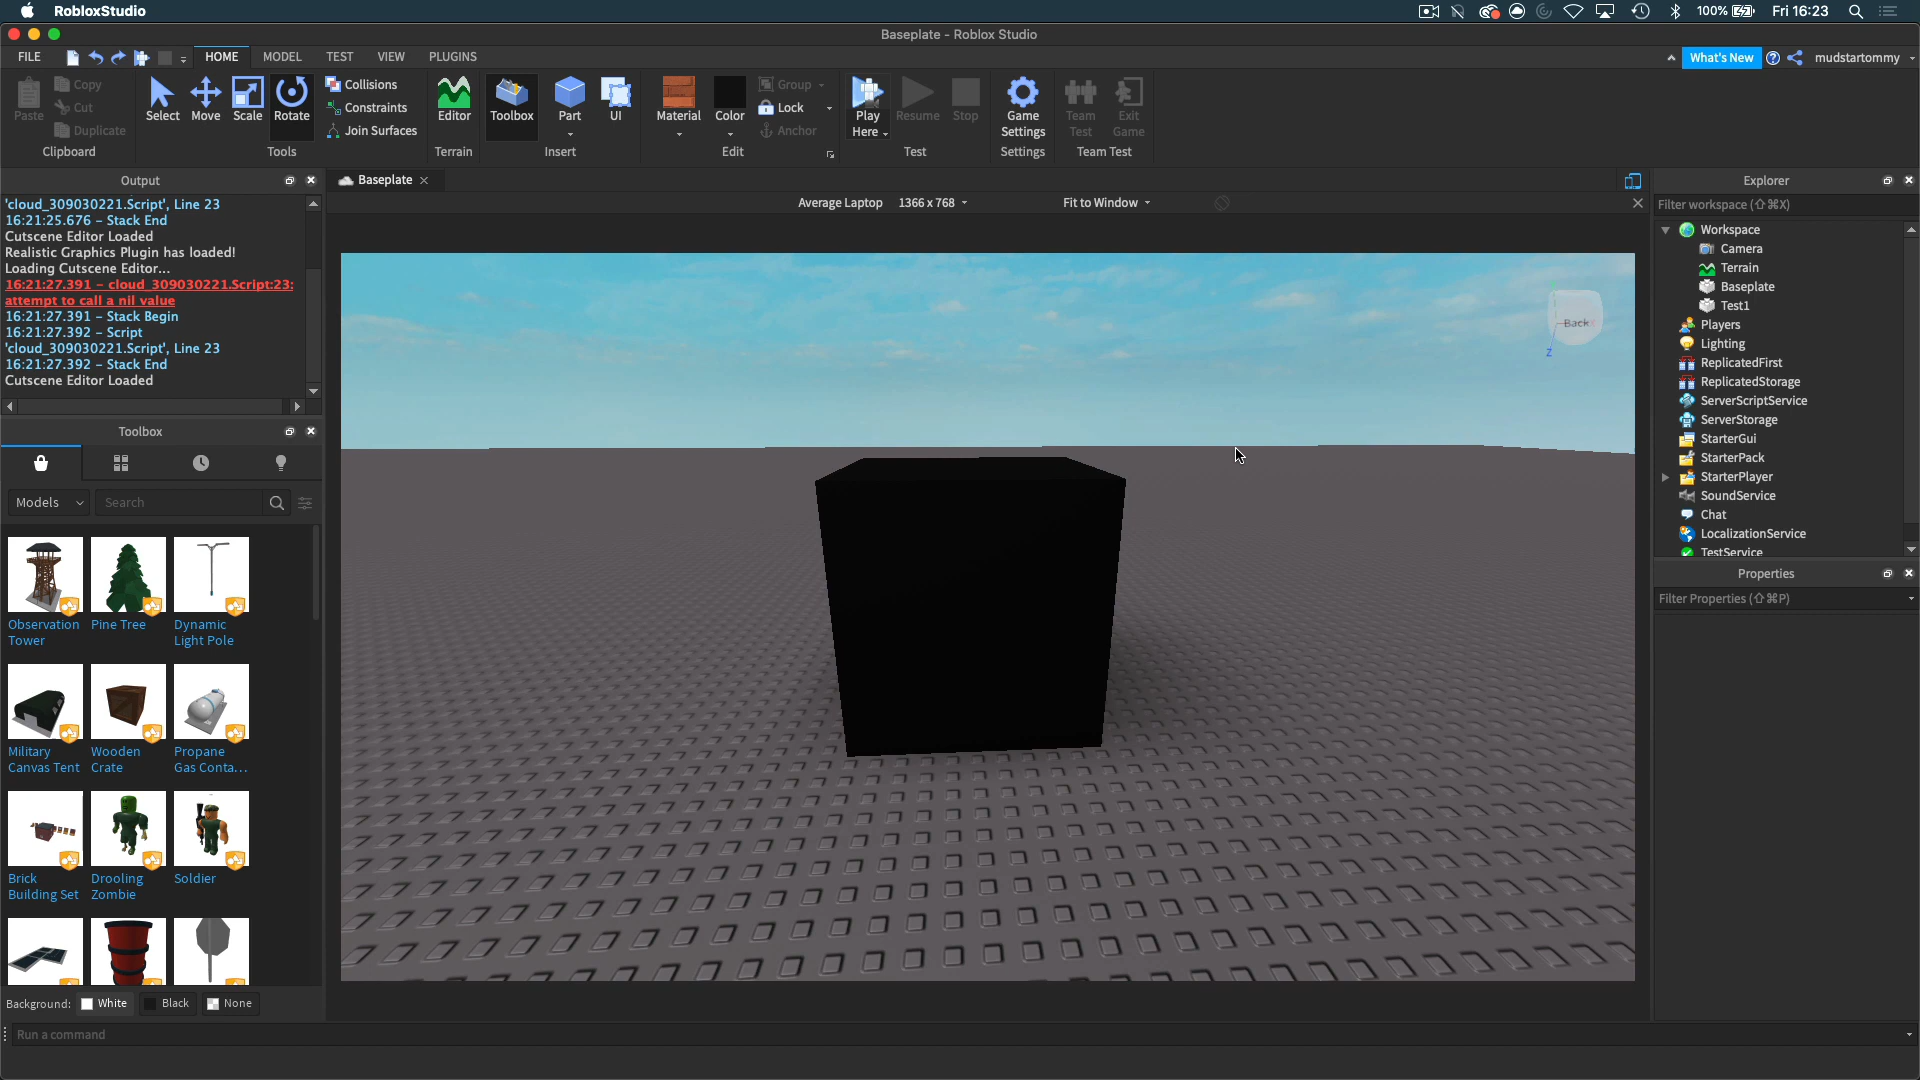 RobloxStudio
100%
Fri 16:23
Baseplate - Roblox Studio
FILE
HOME
MODEL
TEST
VIEW
PLUGINS
What's New
mudstartommy
Paste
Copy
Cut
Duplicate
Clipboard
Select
Move
Scale
Rotate
Collisions
Constraints
Join Surfaces
Tools
Editor
Terrain
Toolbox
Part
UI
Insert
Material
Color
Group
Lock
Anchor
Edit
Play
Here
Resume
Stop
Test
Game
Settings
Settings
Team
Test
Exit
Game
Team Test
Output
'cloud_309030221.Script', Line 23
16:21:25.676 - Stack End
Cutscene Editor Loaded
Realistic Graphics Plugin has loaded!
Loading Cutscene Editor...
16:21:27.391 - cloud_309030221.Script:23:
attempt to call a nil value
16:21:27.391 - Stack Begin
16:21:27.392 - Script
'cloud_309030221.Script', Line 23
16:21:27.392 - Stack End
Cutscene Editor Loaded
Toolbox
Models
Search
Observation
Tower
Pine Tree
Dynamic
Light Pole
Military
Canvas Tent
Wooden
Crate
Propane
Gas Conta...
Brick
Building Set
Drooling
Zombie
Soldier
Background:
White
Black
None
Run a command
Baseplate
Average Laptop
1366 x 768
Fit to Window
Back
Z
Explorer
Filter workspace (⇧⌘X)
Workspace
Camera
Terrain
Baseplate
Test1
Players
Lighting
ReplicatedFirst
ReplicatedStorage
ServerScriptService
ServerStorage
StarterGui
StarterPack
StarterPlayer
SoundService
Chat
LocalizationService
TestService
Properties
Filter Properties (⇧⌘P)